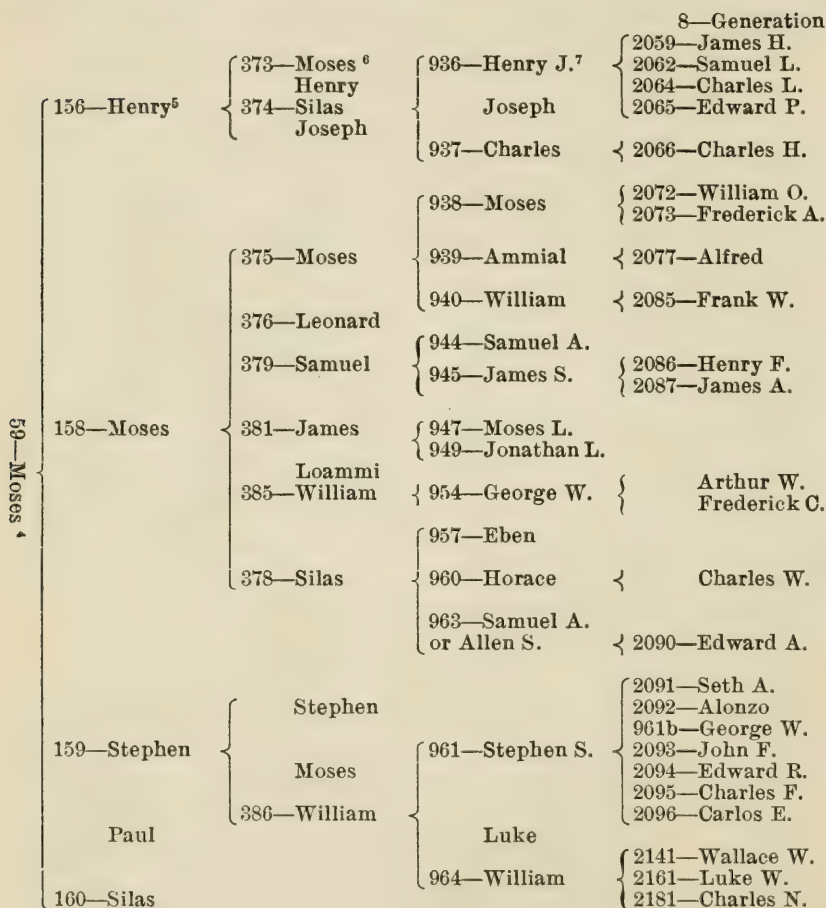 8—Generation
2059—James H.
373—Moses ⁶ 936—Henry J.⁷ 2062—Samuel L.
Henry 2064—Charles L.
156—Henry⁵ 374—Silas Joseph 2065—Edward P.
Joseph
937—Charles 2066—Charles H.
2072—William O.
938—Moses 2073—Frederick A.
375—Moses 939—Ammial 2077—Alfred
940—William 2085—Frank W.
376—Leonard
944—Samuel A.
379—Samuel 2086—Henry F.
945—James S. 2087—James A.
59—Moses ⁴
158—Moses 381—James 947—Moses L.
949—Jonathan L.
Loammi Arthur W.
385—William 954—George W. Frederick C.
957—Eben
378—Silas 960—Horace Charles W.
963—Samuel A.
or Allen S. 2090—Edward A.
2091—Seth A.
Stephen 2092—Alonzo
961b—George W.
159—Stephen 961—Stephen S. 2093—John F.
Moses 2094—Edward R.
2095—Charles F.
386—William 2096—Carlos E.
Paul Luke
2141—Wallace W.
964—William 2161—Luke W.
160—Silas 2181—Charles N.